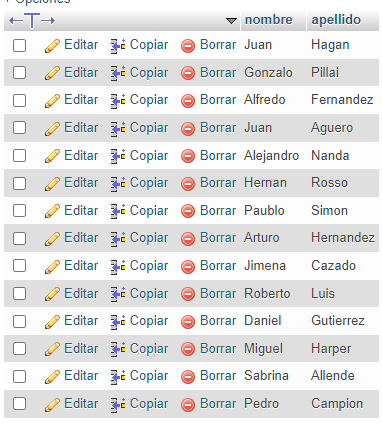 Opciones
nombre apellido
Editar Copiar Borrar Juan Hagan
Editar Copiar Borrar Gonzalo Pillai
Editar Copiar Borrar Alfredo Fernandez
Editar Copiar Borrar Juan Aguero
Editar Copiar Borrar Alejandro Nanda
Editar Copiar Borrar Hernan Rosso
Editar Copiar Borrar Paublo Simon
Editar Copiar Borrar Arturo Hernandez
Editar Copiar Borrar Jimena Cazado
Editar Copiar Borrar Roberto Luis
Editar Copiar Borrar Daniel Gutierrez
Editar Copiar Borrar Miguel Harper
Editar Copiar Borrar Sabrina Allende
Editar Copiar Borrar Pedro Campion